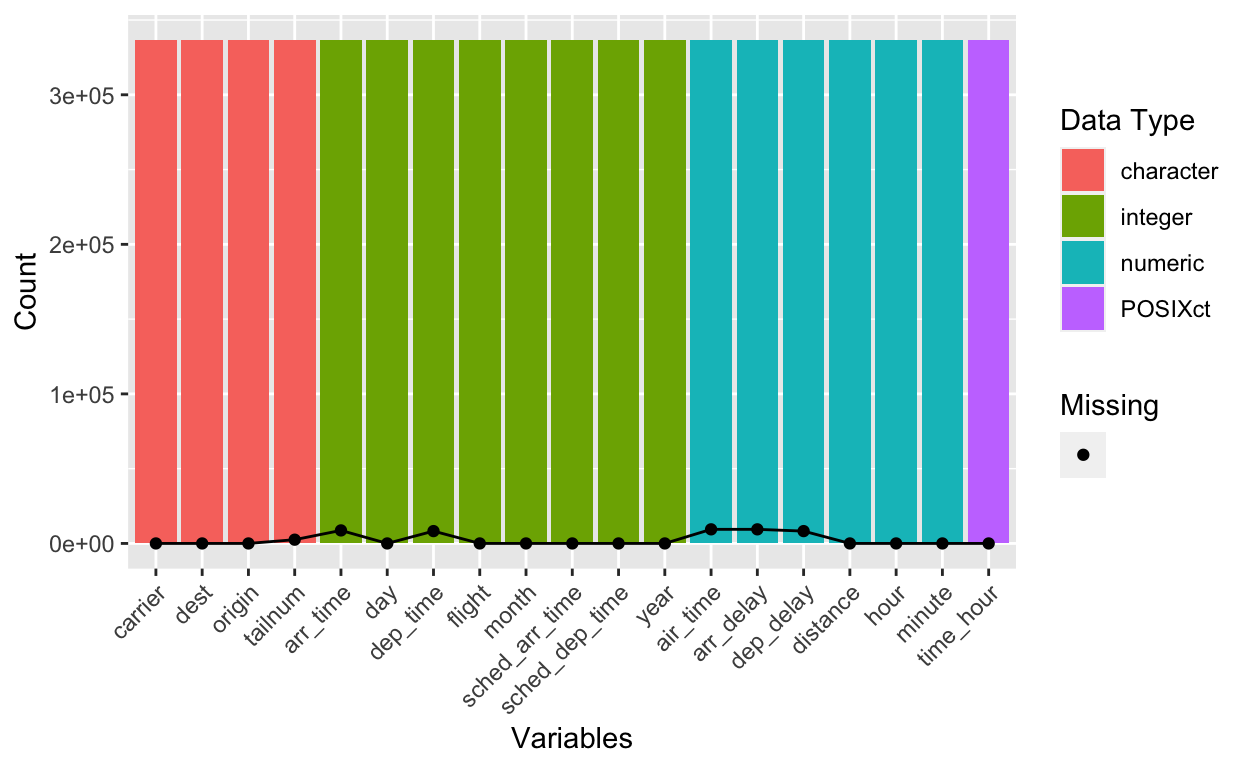 3e+05
2e+05
1e+05
0e+00
Count
carrier
dest
origin
tailnum
arr_time
day
dep_time
flight
month
sched_arr_time
sched_dep_time
year
air_time
arr_delay
dep_delay
distance
hour
minute
time_hour
Variables
Data Type
character
integer
numeric
POSIXct
Missing